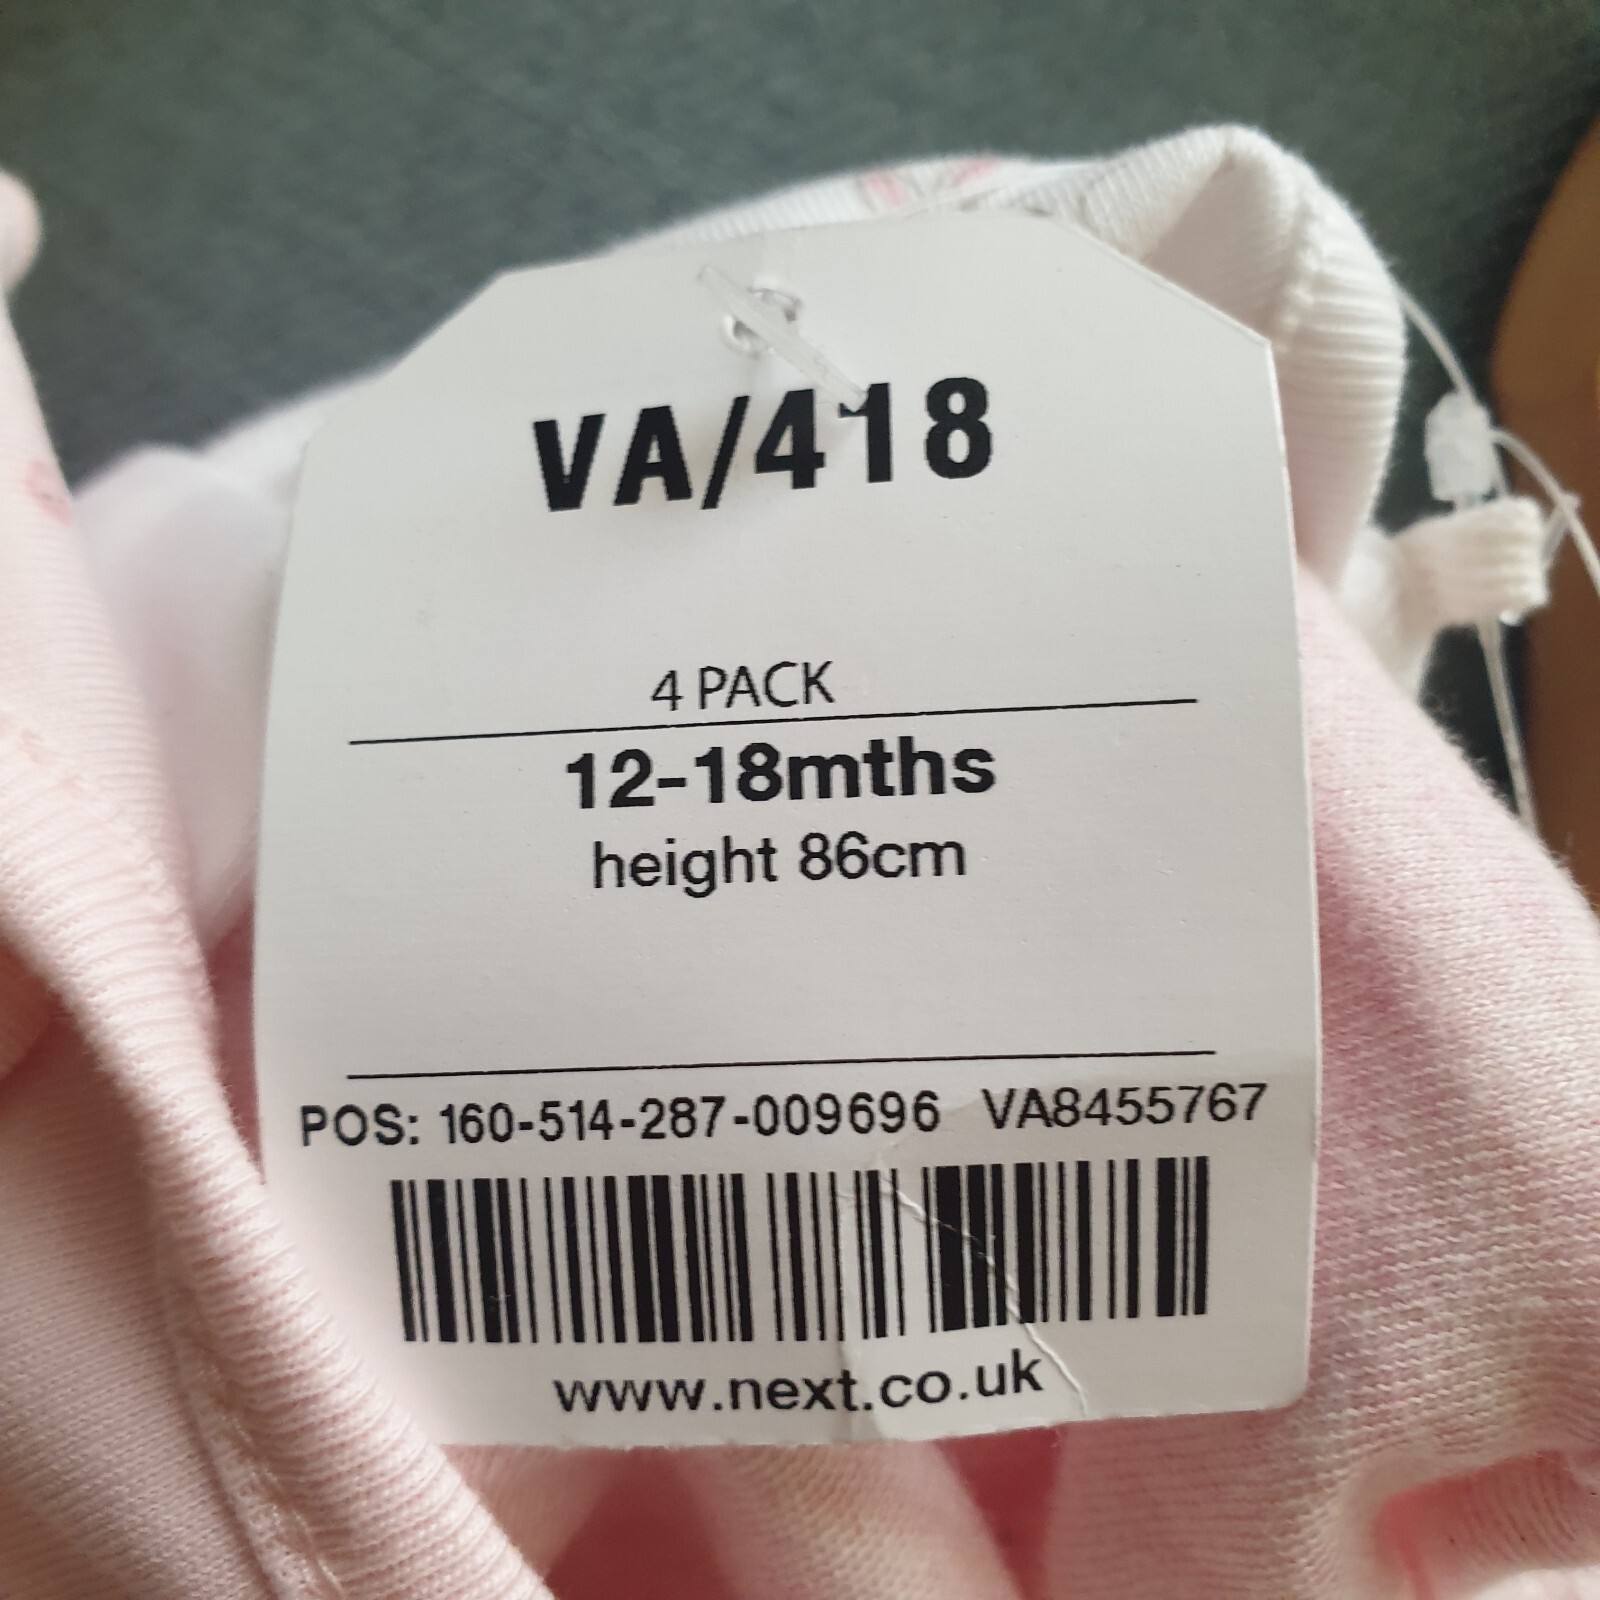 VA/418
4 PACK
12-18mths
height 86cm
POS: 160-514-287-009696 VA8455767
www.next.co.uk